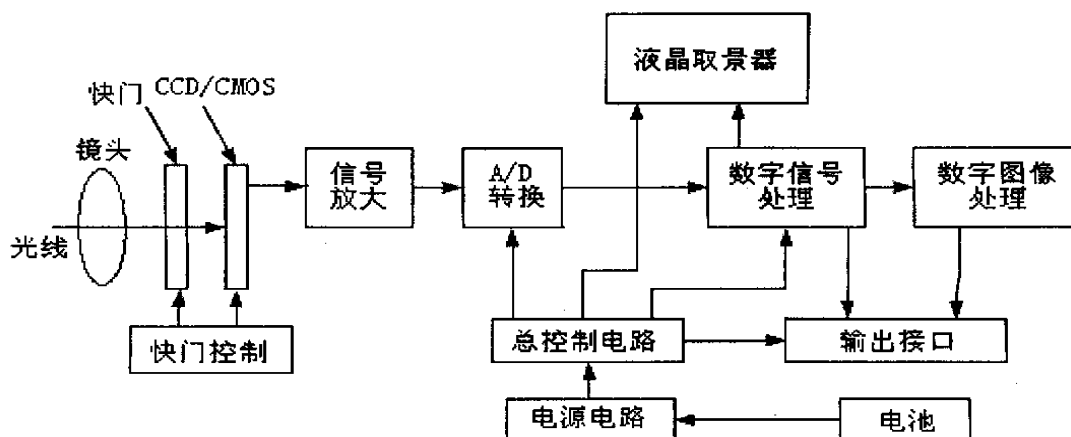 液晶取景器
快门
CCD/CMOS
镜头
信号
放大
A/D
转换
数字信号
处理
数字图像
处理
光线
快门控制
总控制电路
输出接口
电源电路
电池